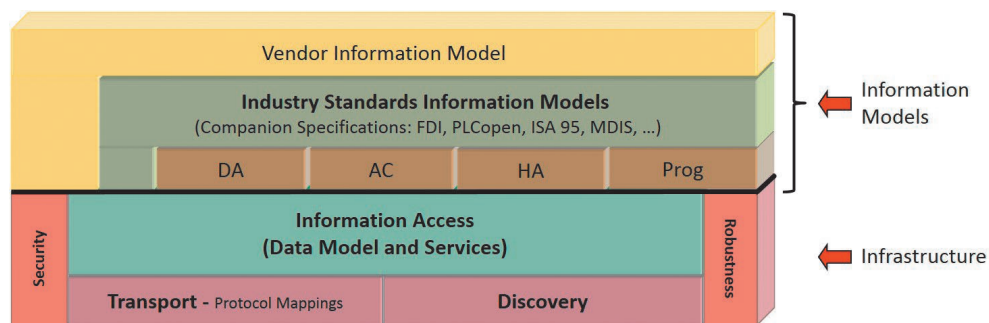 Vendor Information Model
Industry Standards Information Models
(Companion Specifications: FDI, PLCopen, ISA 95, MDIS, ...)
DA
AC
HA
Prog
Information
Models
Security
Information Access
(Data Model and Services)
Robustness
Infrastructure
Transport - Protocol Mappings
Discovery